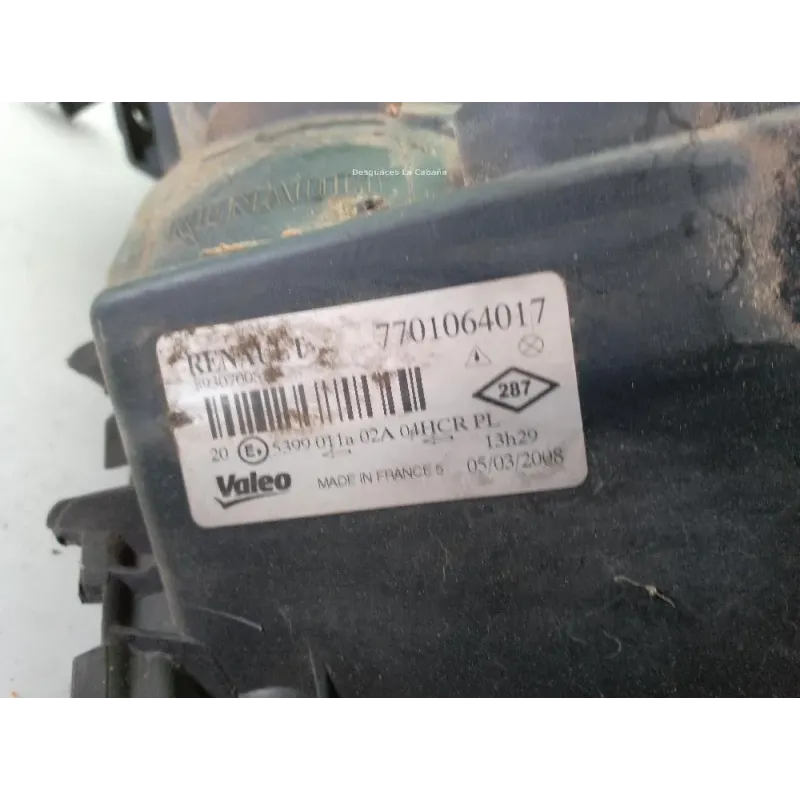 Desguaces La Cabaña
RENAULT 7701064017
287
20 E 5399 011a 02A 04HCR PL
13h29
Valeo MADE IN FRANCE 5 05/03/2008